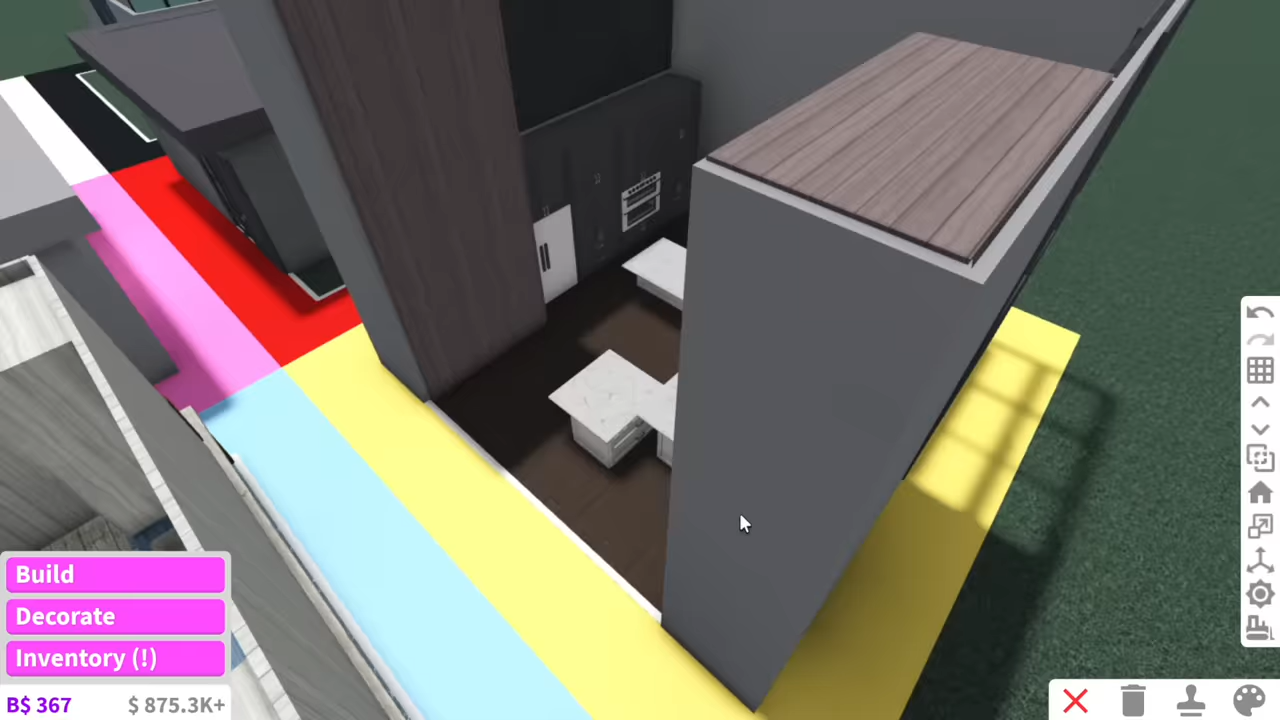 Build
Decorate
Inventory (!)
B$ 367 $ 875.3K+